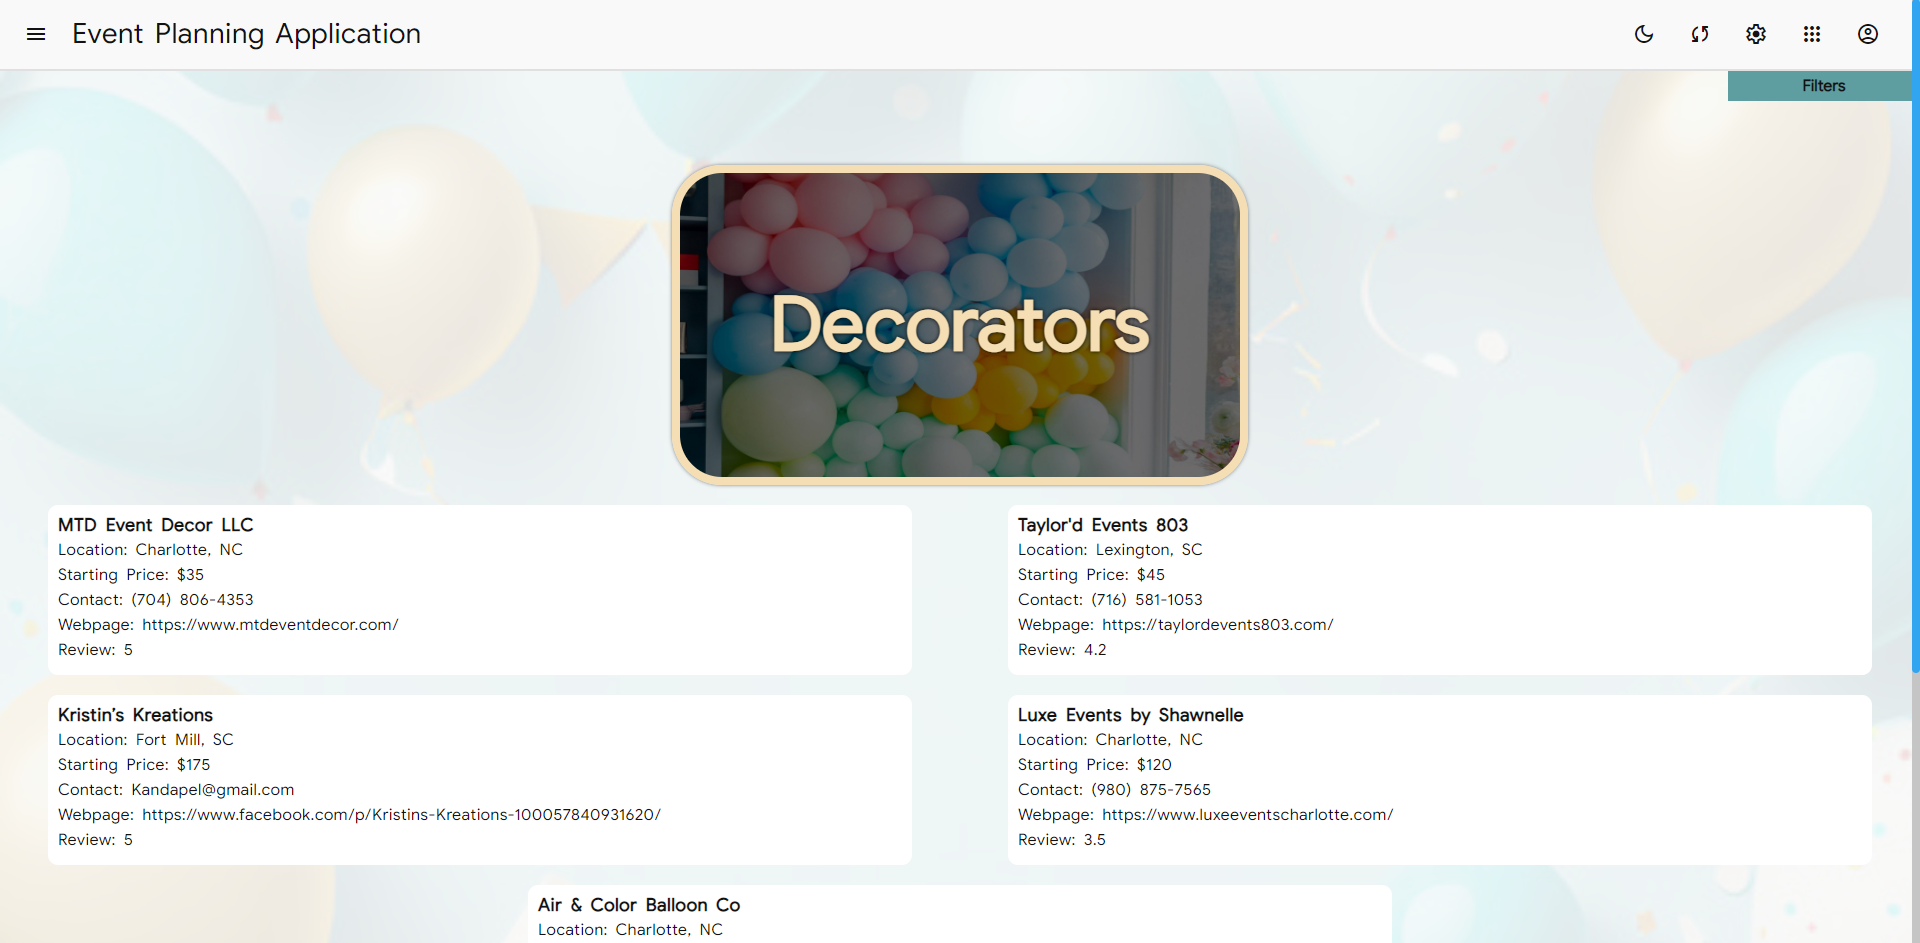 Event Planning Application
Filters
Decorators
MTD Event Decor LLC
Location: Charlotte, NC
Starting Price: $35
Contact: (704) 806-4353
Webpage: https://www.mtdeventdecor.com/
Review: 5
Taylor'd Events 803
Location: Lexington, SC
Starting Price: $45
Contact: (716) 581-1053
Webpage: https://taylordevents803.com/
Review: 4.2
Kristin’s Kreations
Location: Fort Mill, SC
Starting Price: $175
Contact: Kandapel@gmail.com
Webpage: https://www.facebook.com/p/Kristins-Kreations-100057840931620/
Review: 5
Luxe Events by Shawnelle
Location: Charlotte, NC
Starting Price: $120
Contact: (980) 875-7565
Webpage: https://www.luxeeventscharlotte.com/
Review: 3.5
Air & Color Balloon Co
Location: Charlotte, NC